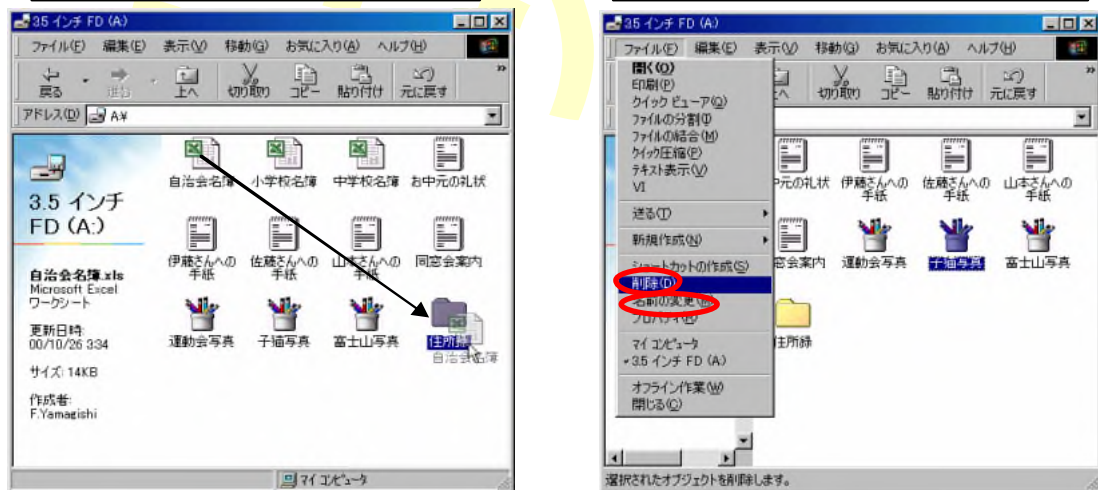 35 インチ FD (A)
ファイル(F) 編集(E) 表示(V) 移動(G) お気に入り(A) ヘルプ(H)
戻る 進む 上へ 切り取り コピー 貼り付け 元に戻す
アドレス(D) A:¥
3.5 インチ
FD (A:)
自治会名簿.xls
Microsoft Excel
ワークシート
更新日時:
00/10/26 3:34
サイズ: 14KB
作成者:
F.Yamagishi
自治会名簿 小学校名簿 中学校名簿 お中元の礼状
伊藤さんへの手紙 佐藤さんへの手紙 山本さんへの手紙 同窓会案内
運動会写真 子猫写真 富士山写真 住所録
自治会名簿
マイ コンピュータ
35 インチ FD (A)
ファイル(F) 編集(E) 表示(V) 移動(G) お気に入り(A) ヘルプ(H)
上へ 切り取り コピー 貼り付け 元に戻す
開く(O)
印刷(P)
クイック ビューア(Q)
ファイルの分割(I)
ファイルの結合(M)
クイック圧縮(P)
テキスト表示(V)
VI
送る(T)
新規作成(N)
ショートカットの作成(S)
削除(D)
名前の変更(M)
プロパティ(R)
マイ コンピュータ
3.5 インチ FD (A)
オフライン作業(W)
閉じる(C)
中元の礼状 伊藤さんへの手紙 佐藤さんへの手紙 山本さんへの手紙
窓会案内 運動会写真 子猫写真 富士山写真
住所録
選択されたオブジェクトを削除します。